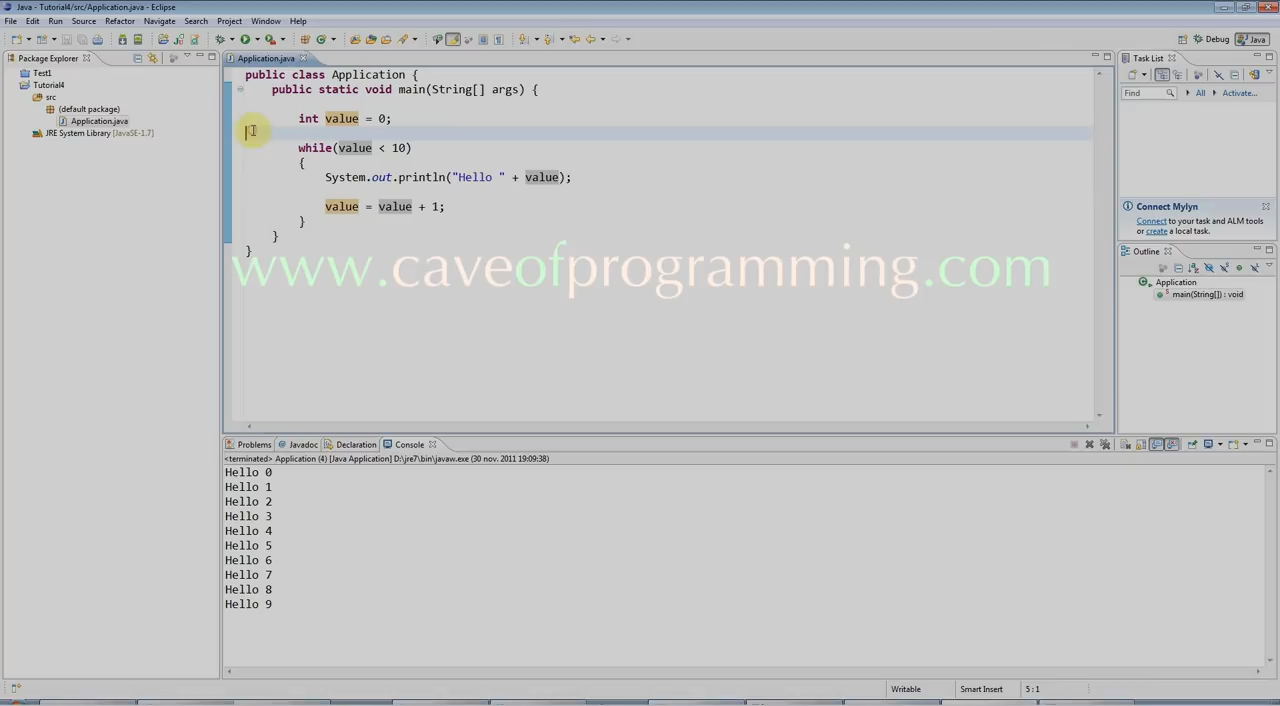 Java - Tutorial4/src/Application.java - Eclipse
File Edit Run Source Refactor Navigate Search Project Window Help
Debug Java
Package Explorer
Test1
Tutorial4
src
(default package)
Application.java
JRE System Library [JavaSE-1.7]
Application.java
public class Application {
public static void main(String[] args) {
int value = 0;
while(value < 10)
{
System.out.println("Hello " + value);
value = value + 1;
}
}
}
www.caveofprogramming.com
Task List
Find All Activate...
Connect Mylyn
Connect to your task and ALM tools
or create a local task.
Outline
Application
main(String[]) : void
Problems @ Javadoc Declaration Console
<terminated> Application (4) [Java Application] D:\jre7\bin\javaw.exe (30 nov. 2011 19:09:38)
Hello 0
Hello 1
Hello 2
Hello 3
Hello 4
Hello 5
Hello 6
Hello 7
Hello 8
Hello 9
Writable Smart Insert 5 : 1